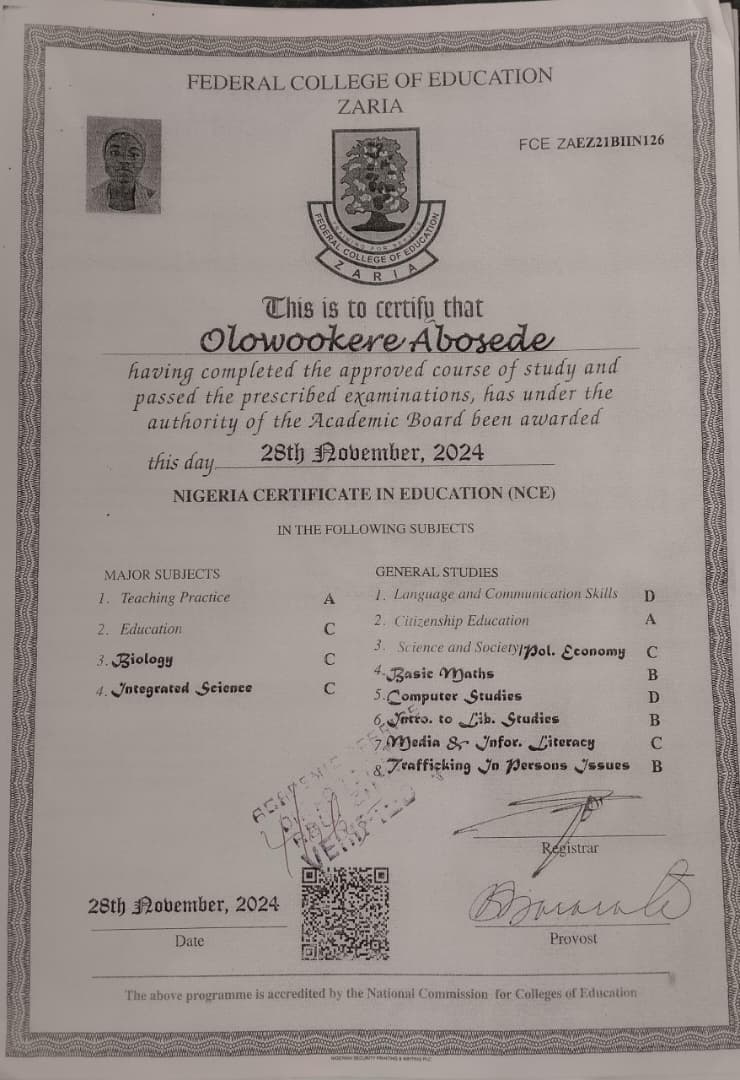 FEDERAL COLLEGE OF EDUCATION
ZARIA
FCE ZAEZ21BIIN126
FEDERAL COLLEGE OF EDUCATION
ZARIA
This is to certify that
Olowookere Abosede
having completed the approved course of study and
passed the prescribed examinations, has under the
authority of the Academic Board been awarded
this day 28th November, 2024
NIGERIA CERTIFICATE IN EDUCATION (NCE)
IN THE FOLLOWING SUBJECTS
MAJOR SUBJECTS
1. Teaching Practice A
2. Education C
3. Biology C
4. Integrated Science C
GENERAL STUDIES
1. Language and Communication Skills D
2. Citizenship Education A
3. Science and Society/Pol. Economy C
4. Basic Maths B
5. Computer Studies D
6. Intro. to Lib. Studies B
7. Media & Infor. Literacy C
8 Trafficking In Persons Issues B
ACADEMIC
VERIFIED
Registrar
28th November, 2024
Date
Provost
The above programme is accredited by the National Commission for Colleges of Education